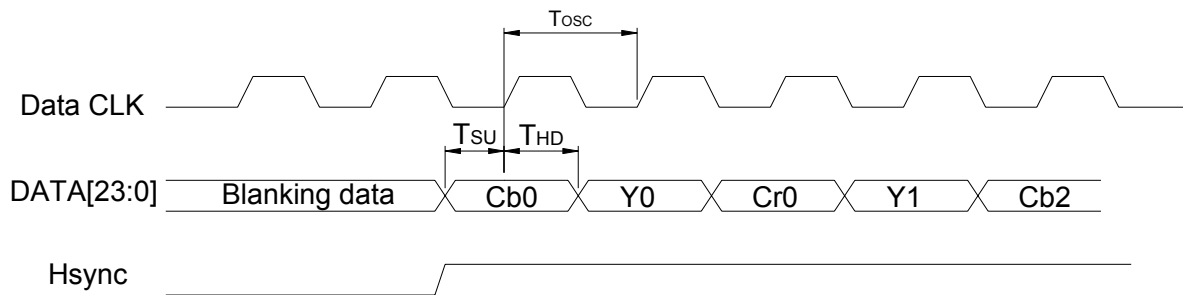 Tosc
Data CLK
TSU THD
DATA[23:0] Blanking data Cb0 Y0 Cr0 Y1 Cb2
Hsync